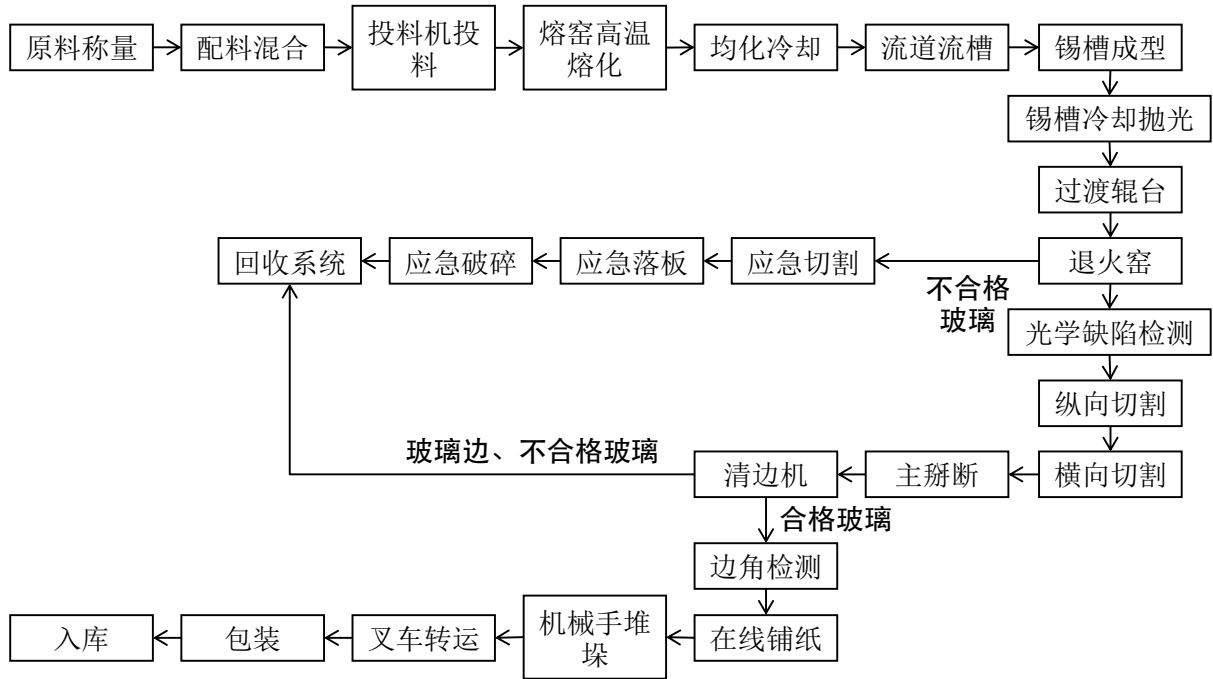 原料称量
配料混合
投料机投
料
熔窑高温
熔化
均化冷却
流道流槽
锡槽成型
锡槽冷却抛光
过渡辊台
退火窑
不合格
玻璃
应急切割
应急落板
应急破碎
回收系统
光学缺陷检测
纵向切割
横向切割
主掰断
清边机
玻璃边、不合格玻璃
合格玻璃
边角检测
在线铺纸
机械手堆
垛
叉车转运
包装
入库